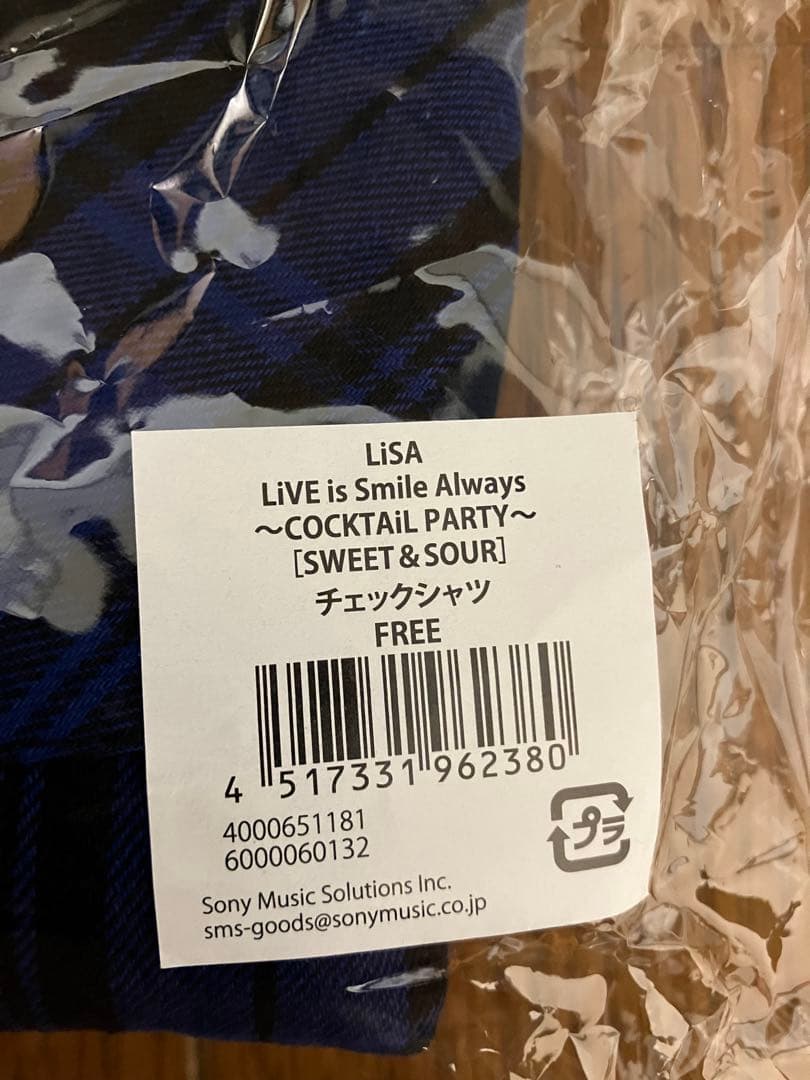 LiSA
LiVE is Smile Always
～COCKTAiL PARTY～
[SWEET & SOUR]
チェックシャツ
FREE
4 517331 962380
4000651181
6000060132
プラ
Sony Music Solutions Inc.
sms-goods@sonymusic.co.jp